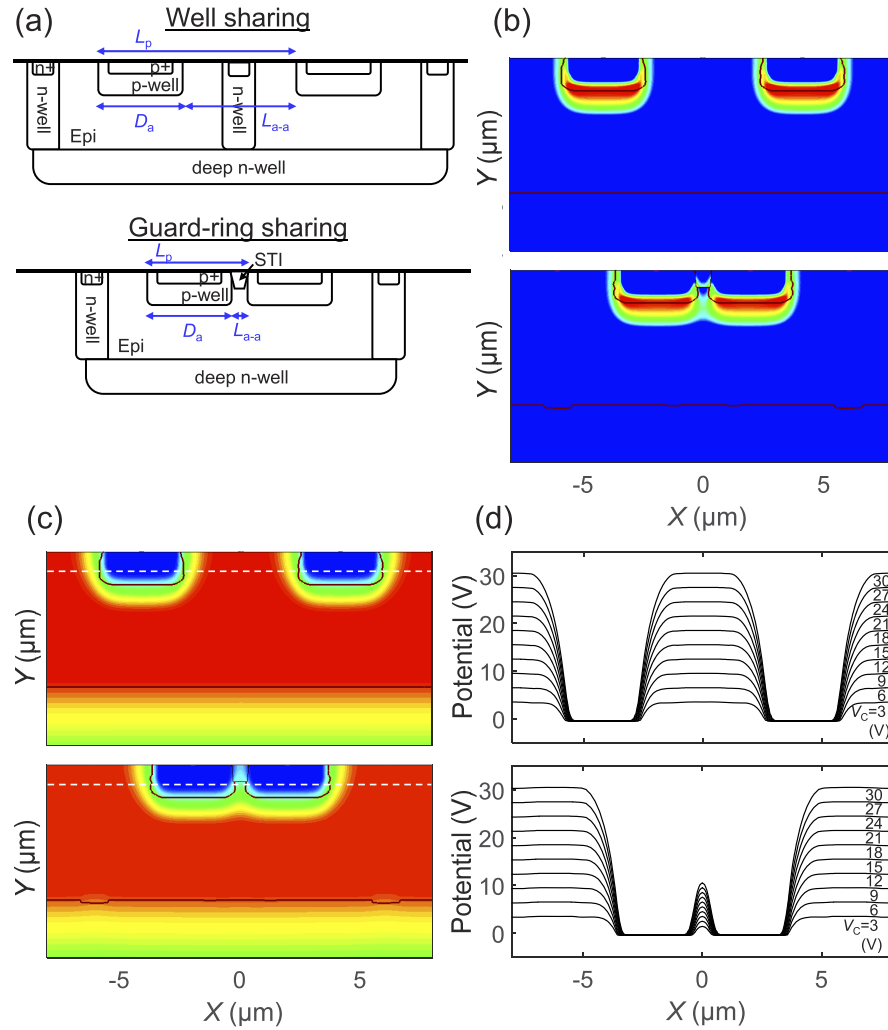 (a)
Well sharing
Lp
n+
p+
p-well
n-well
n-well
Da
La-a
Epi
deep n-well
Guard-ring sharing
Lp
STI
n+
p+
p-well
n-well
Da
La-a
Epi
deep n-well
(b)
Y (μm)
Y (μm)
-5
0
5
X (μm)
(c)
Y (μm)
Y (μm)
-5
0
5
X (μm)
(d)
Potential (V)
30
20
10
0
30
27
24
21
18
15
12
9
6
VC=3
(V)
Potential (V)
30
20
10
0
30
27
24
21
18
15
12
9
6
VC=3
(V)
-5
0
5
X (μm)